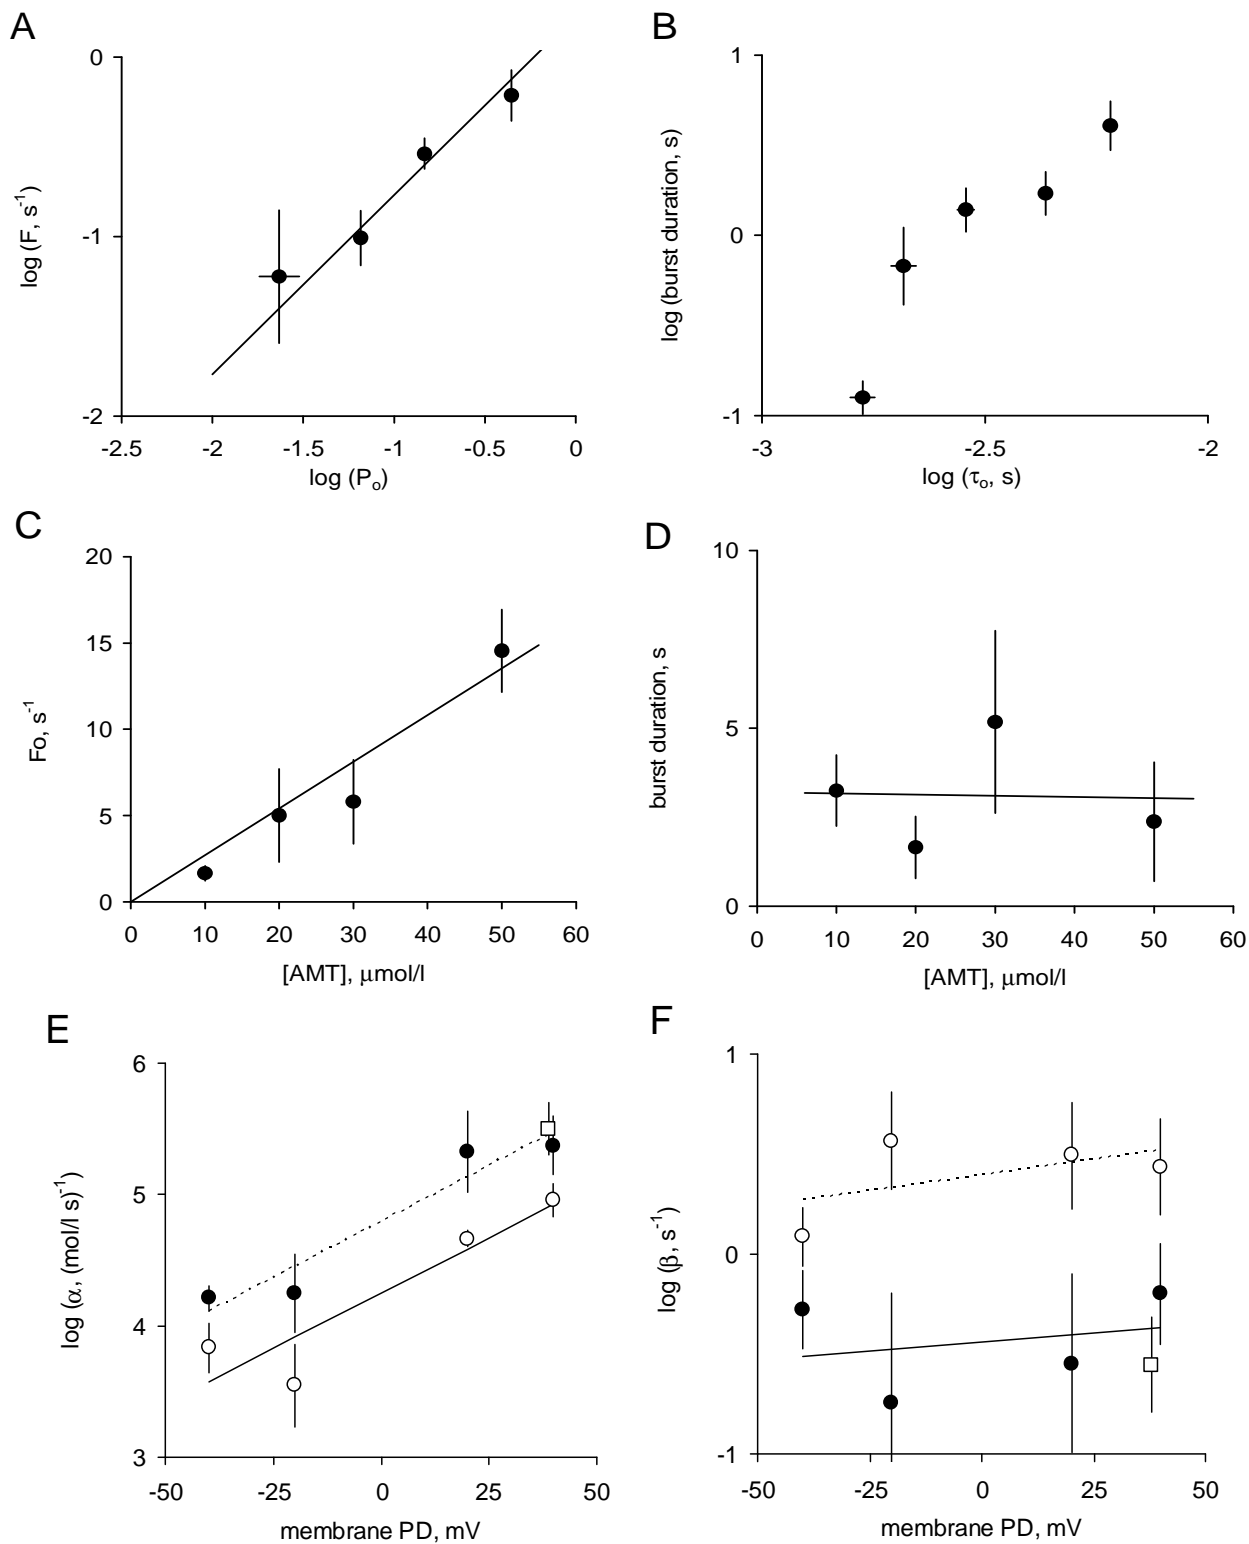 A
0
-1
-2
-2.5 -2 -1.5 -1 -0.5 0
log (F, s-1)
log (Po)
B
1
0
-1
-3 -2.5 -2
log (burst duration, s)
log (τo, s)
C
20
15
10
5
0
0 10 20 30 40 50 60
Fo, s-1
[AMT], μmol/l
D
10
5
0
0 10 20 30 40 50 60
burst duration, s
[AMT], μmol/l
E
6
5
4
3
-50 -25 0 25 50
log (α, (mol/l s)-1)
membrane PD, mV
F
1
0
-1
-50 -25 0 25 50
log (β, s-1)
membrane PD, mV